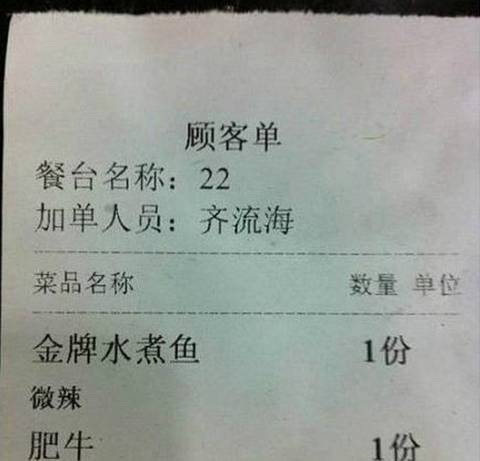 顾客单
餐台名称：22
加单人员：齐流海
菜品名称 数量 单位
金牌水煮鱼 1份
微辣
肥牛 1份